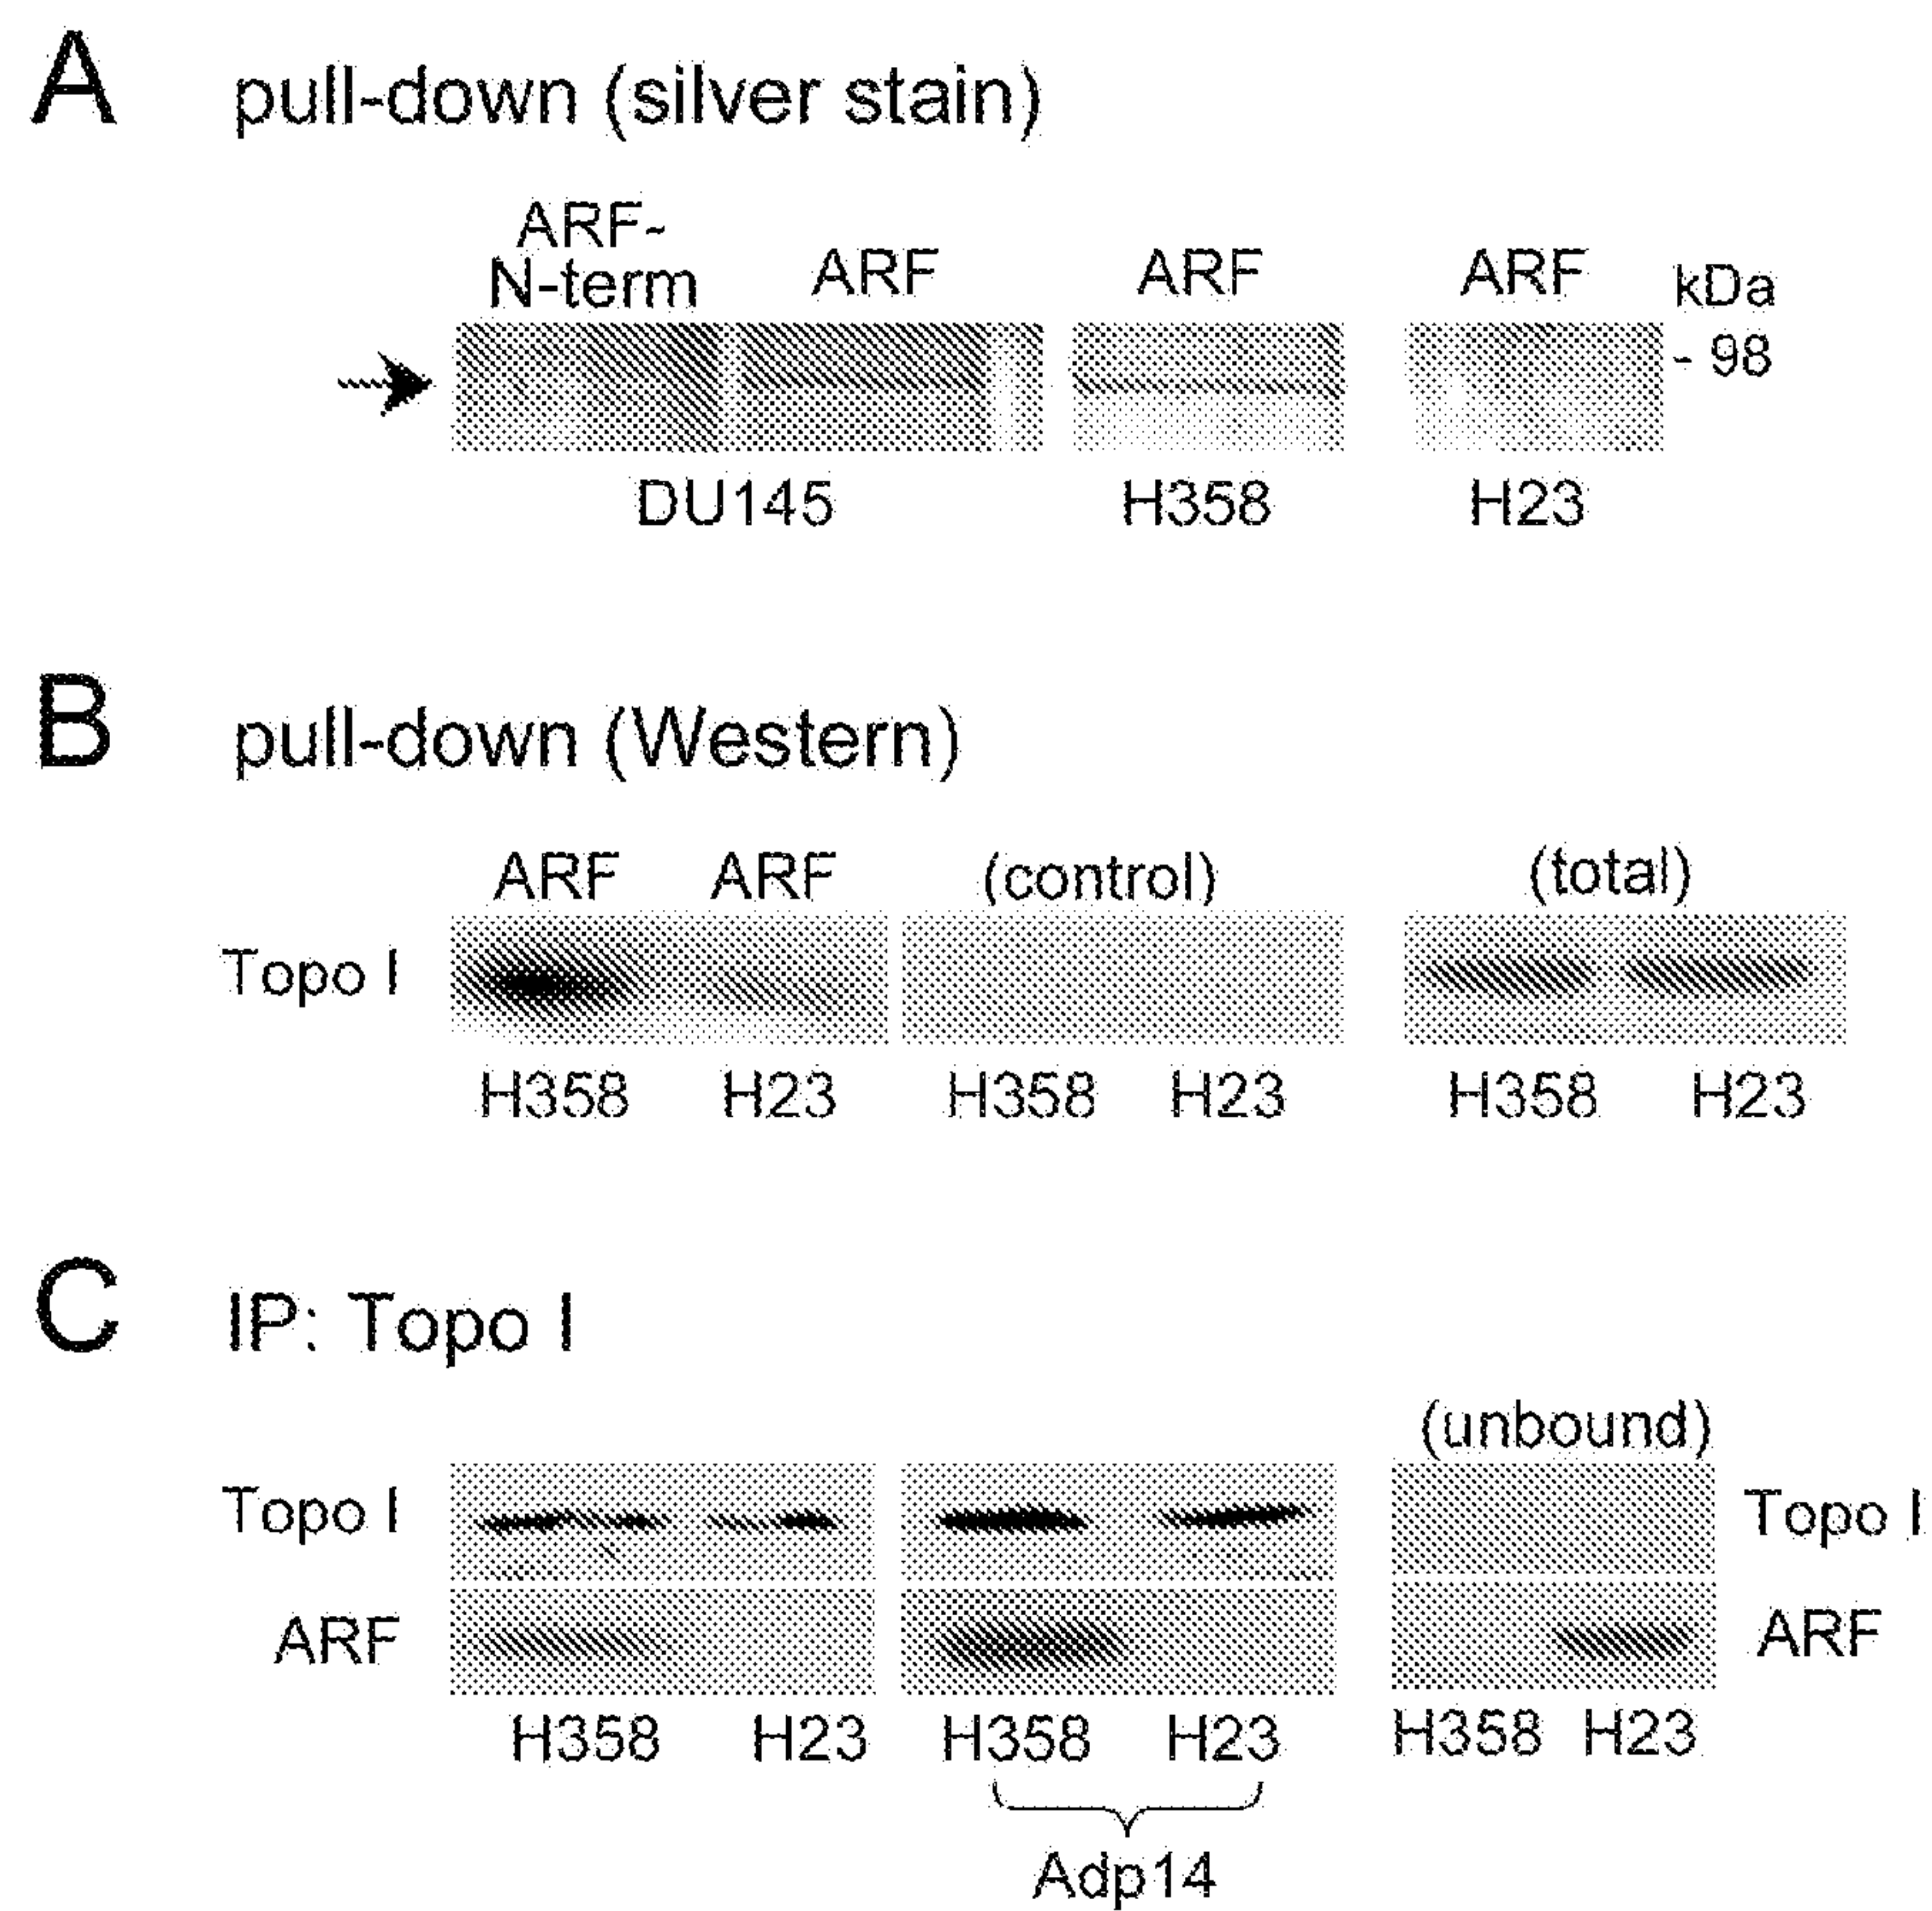 A pull-down (silver stain)
ARF-
N-term ARF ARF ARF kDa
- 98
DU145 H358 H23
B pull-down (Western)
ARF ARF (control) (total)
Topo I
H358 H23 H358 H23 H358 H23
C IP: Topo I
(unbound)
Topo I Topo I
ARF ARF
H358 H23 H358 H23 H358 H23
Adp14